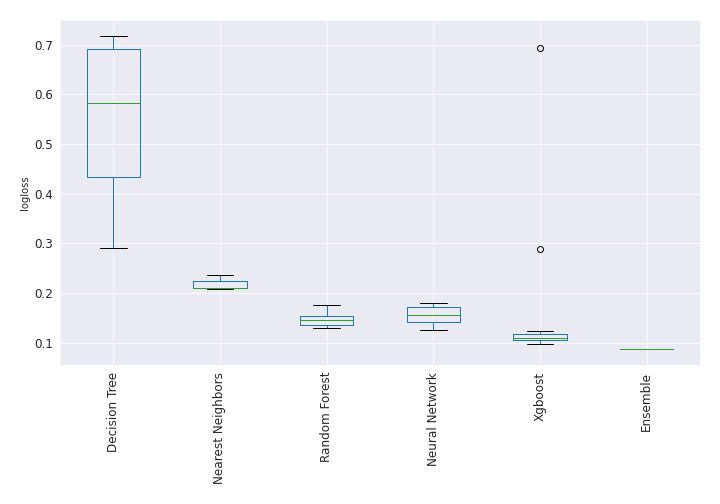 0.7
0.6
0.5
0.4
0.3
0.2
0.1
logloss
Decision Tree
Nearest Neighbors
Random Forest
Neural Network
Xgboost
Ensemble